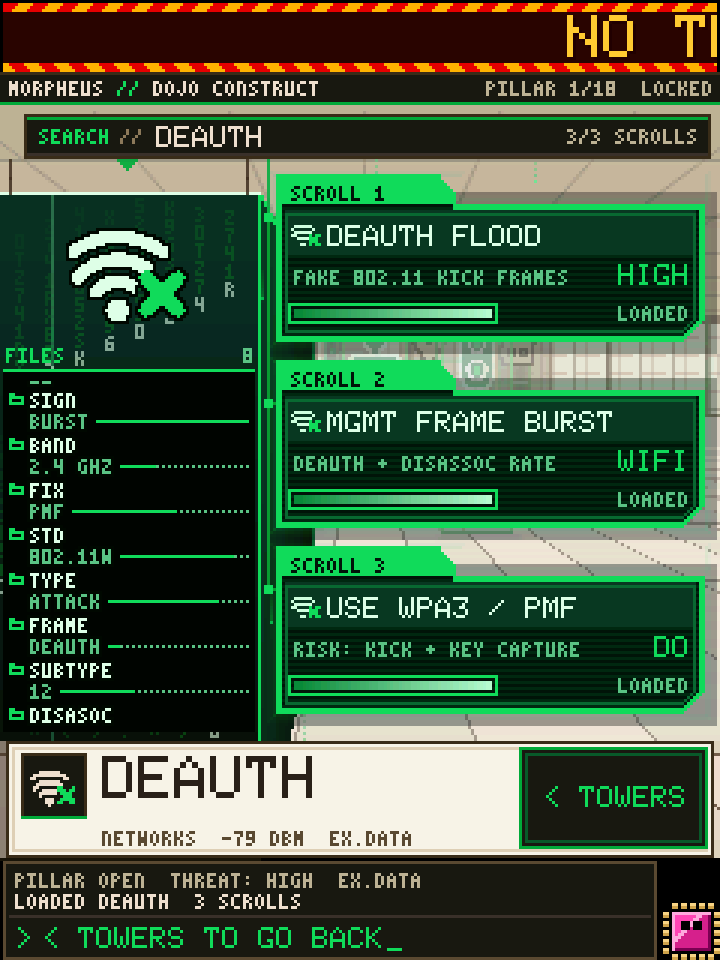 NO TI
MORPHEUS // DOJO CONSTRUCT PILLAR 1/18 LOCKED
SEARCH // DEAUTH 3/3 SCROLLS
FILES 8
SIGN
BURST
BAND
2.4 GHZ
FIX
PMF
STD
802.11W
TYPE
ATTACK
FRAME
DEAUTH
SUBTYPE
12
DISASOC
SCROLL 1
DEAUTH FLOOD
FAKE 802.11 KICK FRAMES HIGH
LOADED
SCROLL 2
MGMT FRAME BURST
DEAUTH + DISASSOC RATE WIFI
LOADED
SCROLL 3
USE WPA3 / PMF
RISK: KICK + KEY CAPTURE DO
LOADED
DEAUTH
NETWORKS -79 DBM EX.DATA
< TOWERS
PILLAR OPEN THREAT: HIGH EX.DATA
LOADED DEAUTH 3 SCROLLS
> < TOWERS TO GO BACK_